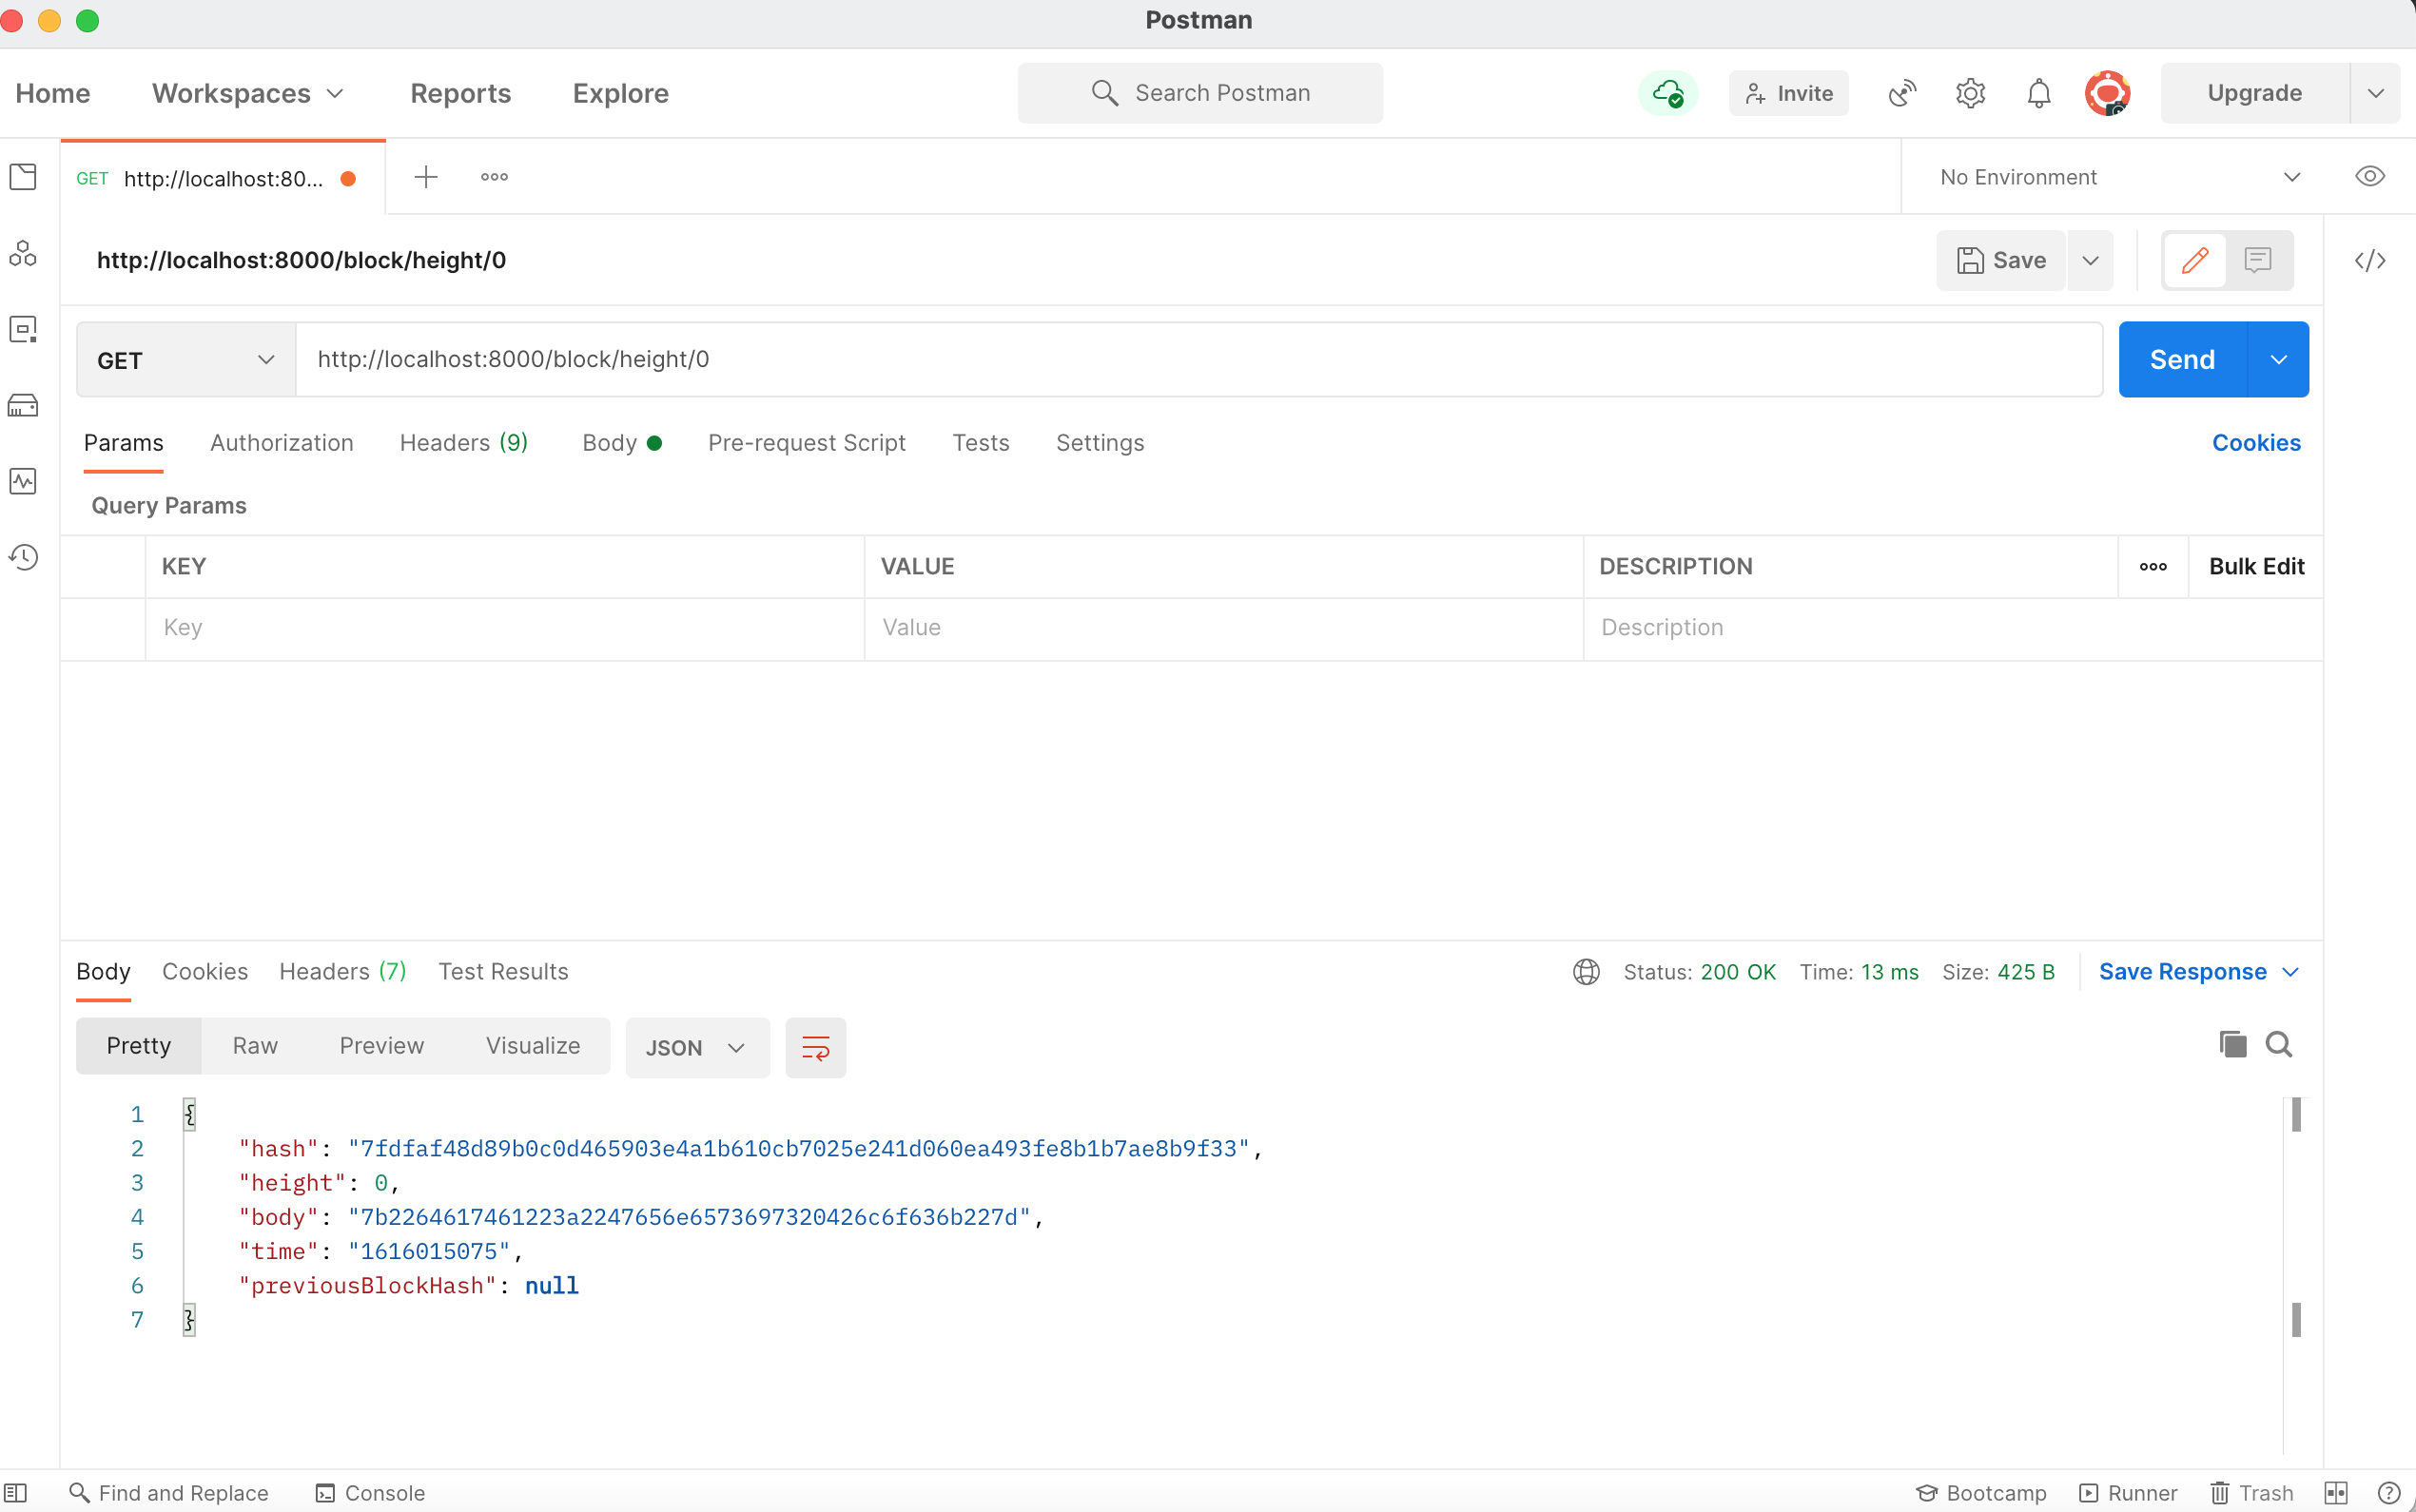 Postman
Home Workspaces Reports Explore Search Postman Invite Upgrade
GET http://localhost:80... No Environment
http://localhost:8000/block/height/0 Save
GET http://localhost:8000/block/height/0 Send
Params Authorization Headers (9) Body Pre-request Script Tests Settings Cookies
Query Params
KEY VALUE DESCRIPTION Bulk Edit
Key Value Description
Body Cookies Headers (7) Test Results Status: 200 OK Time: 13 ms Size: 425 B Save Response
Pretty Raw Preview Visualize JSON
1 {
2 "hash": "7fdfaf48d89b0c0d465903e4a1b610cb7025e241d060ea493fe8b1b7ae8b9f33",
3 "height": 0,
4 "body": "7b2264617461223a2247656e6573697320426c6f636b227d",
5 "time": "1616015075",
6 "previousBlockHash": null
7 }
Find and Replace Console Bootcamp Runner Trash